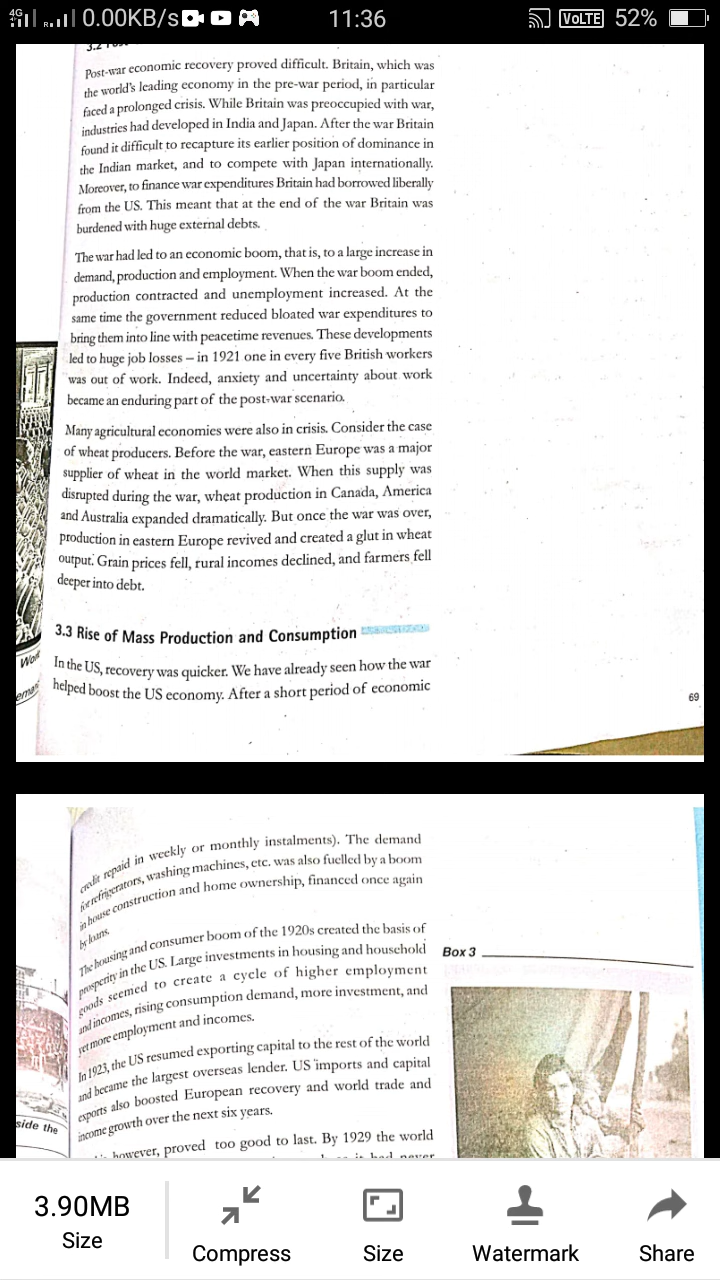 4G R 0.00KB/s 11:36 VoLTE 52%
3.2
Post-war economic recovery proved difficult. Britain, which was
the world's leading economy in the pre-war period, in particular
faced a prolonged crisis. While Britain was preoccupied with war,
industries had developed in India and Japan. After the war Britain
found it difficult to recapture its earlier position of dominance in
the Indian market, and to compete with Japan internationally.
Moreover, to finance war expenditures Britain had borrowed liberally
from the US. This meant that at the end of the war Britain was
burdened with huge external debts.
The war had led to an economic boom, that is, to a large increase in
demand, production and employment. When the war boom ended,
production contracted and unemployment increased. At the
same time the government reduced bloated war expenditures to
bring them into line with peacetime revenues. These developments
led to huge job losses – in 1921 one in every five British workers
was out of work. Indeed, anxiety and uncertainty about work
became an enduring part of the post-war scenario.
Many agricultural economies were also in crisis. Consider the case
of wheat producers. Before the war, eastern Europe was a major
supplier of wheat in the world market. When this supply was
disrupted during the war, wheat production in Canada, America
and Australia expanded dramatically. But once the war was over,
production in eastern Europe revived and created a glut in wheat
output. Grain prices fell, rural incomes declined, and farmers fell
deeper into debt.
3.3 Rise of Mass Production and Consumption
In the US, recovery was quicker. We have already seen how the war
helped boost the US economy. After a short period of economic
69
credit repaid in weekly or monthly instalments). The demand
for refrigerators, washing machines, etc. was also fuelled by a boom
in house construction and home ownership, financed once again
by loans.
The housing and consumer boom of the 1920s created the basis of
prosperity in the US. Large investments in housing and household
goods seemed to create a cycle of higher employment
and incomes, rising consumption demand, more investment, and
yet more employment and incomes.
In 1923, the US resumed exporting capital to the rest of the world
and became the largest overseas lender. US imports and capital
exports also boosted European recovery and world trade and
income growth over the next six years.
however, proved too good to last. By 1929 the world
Box 3
side the
3.90MB
Size
Compress
Size
Watermark
Share